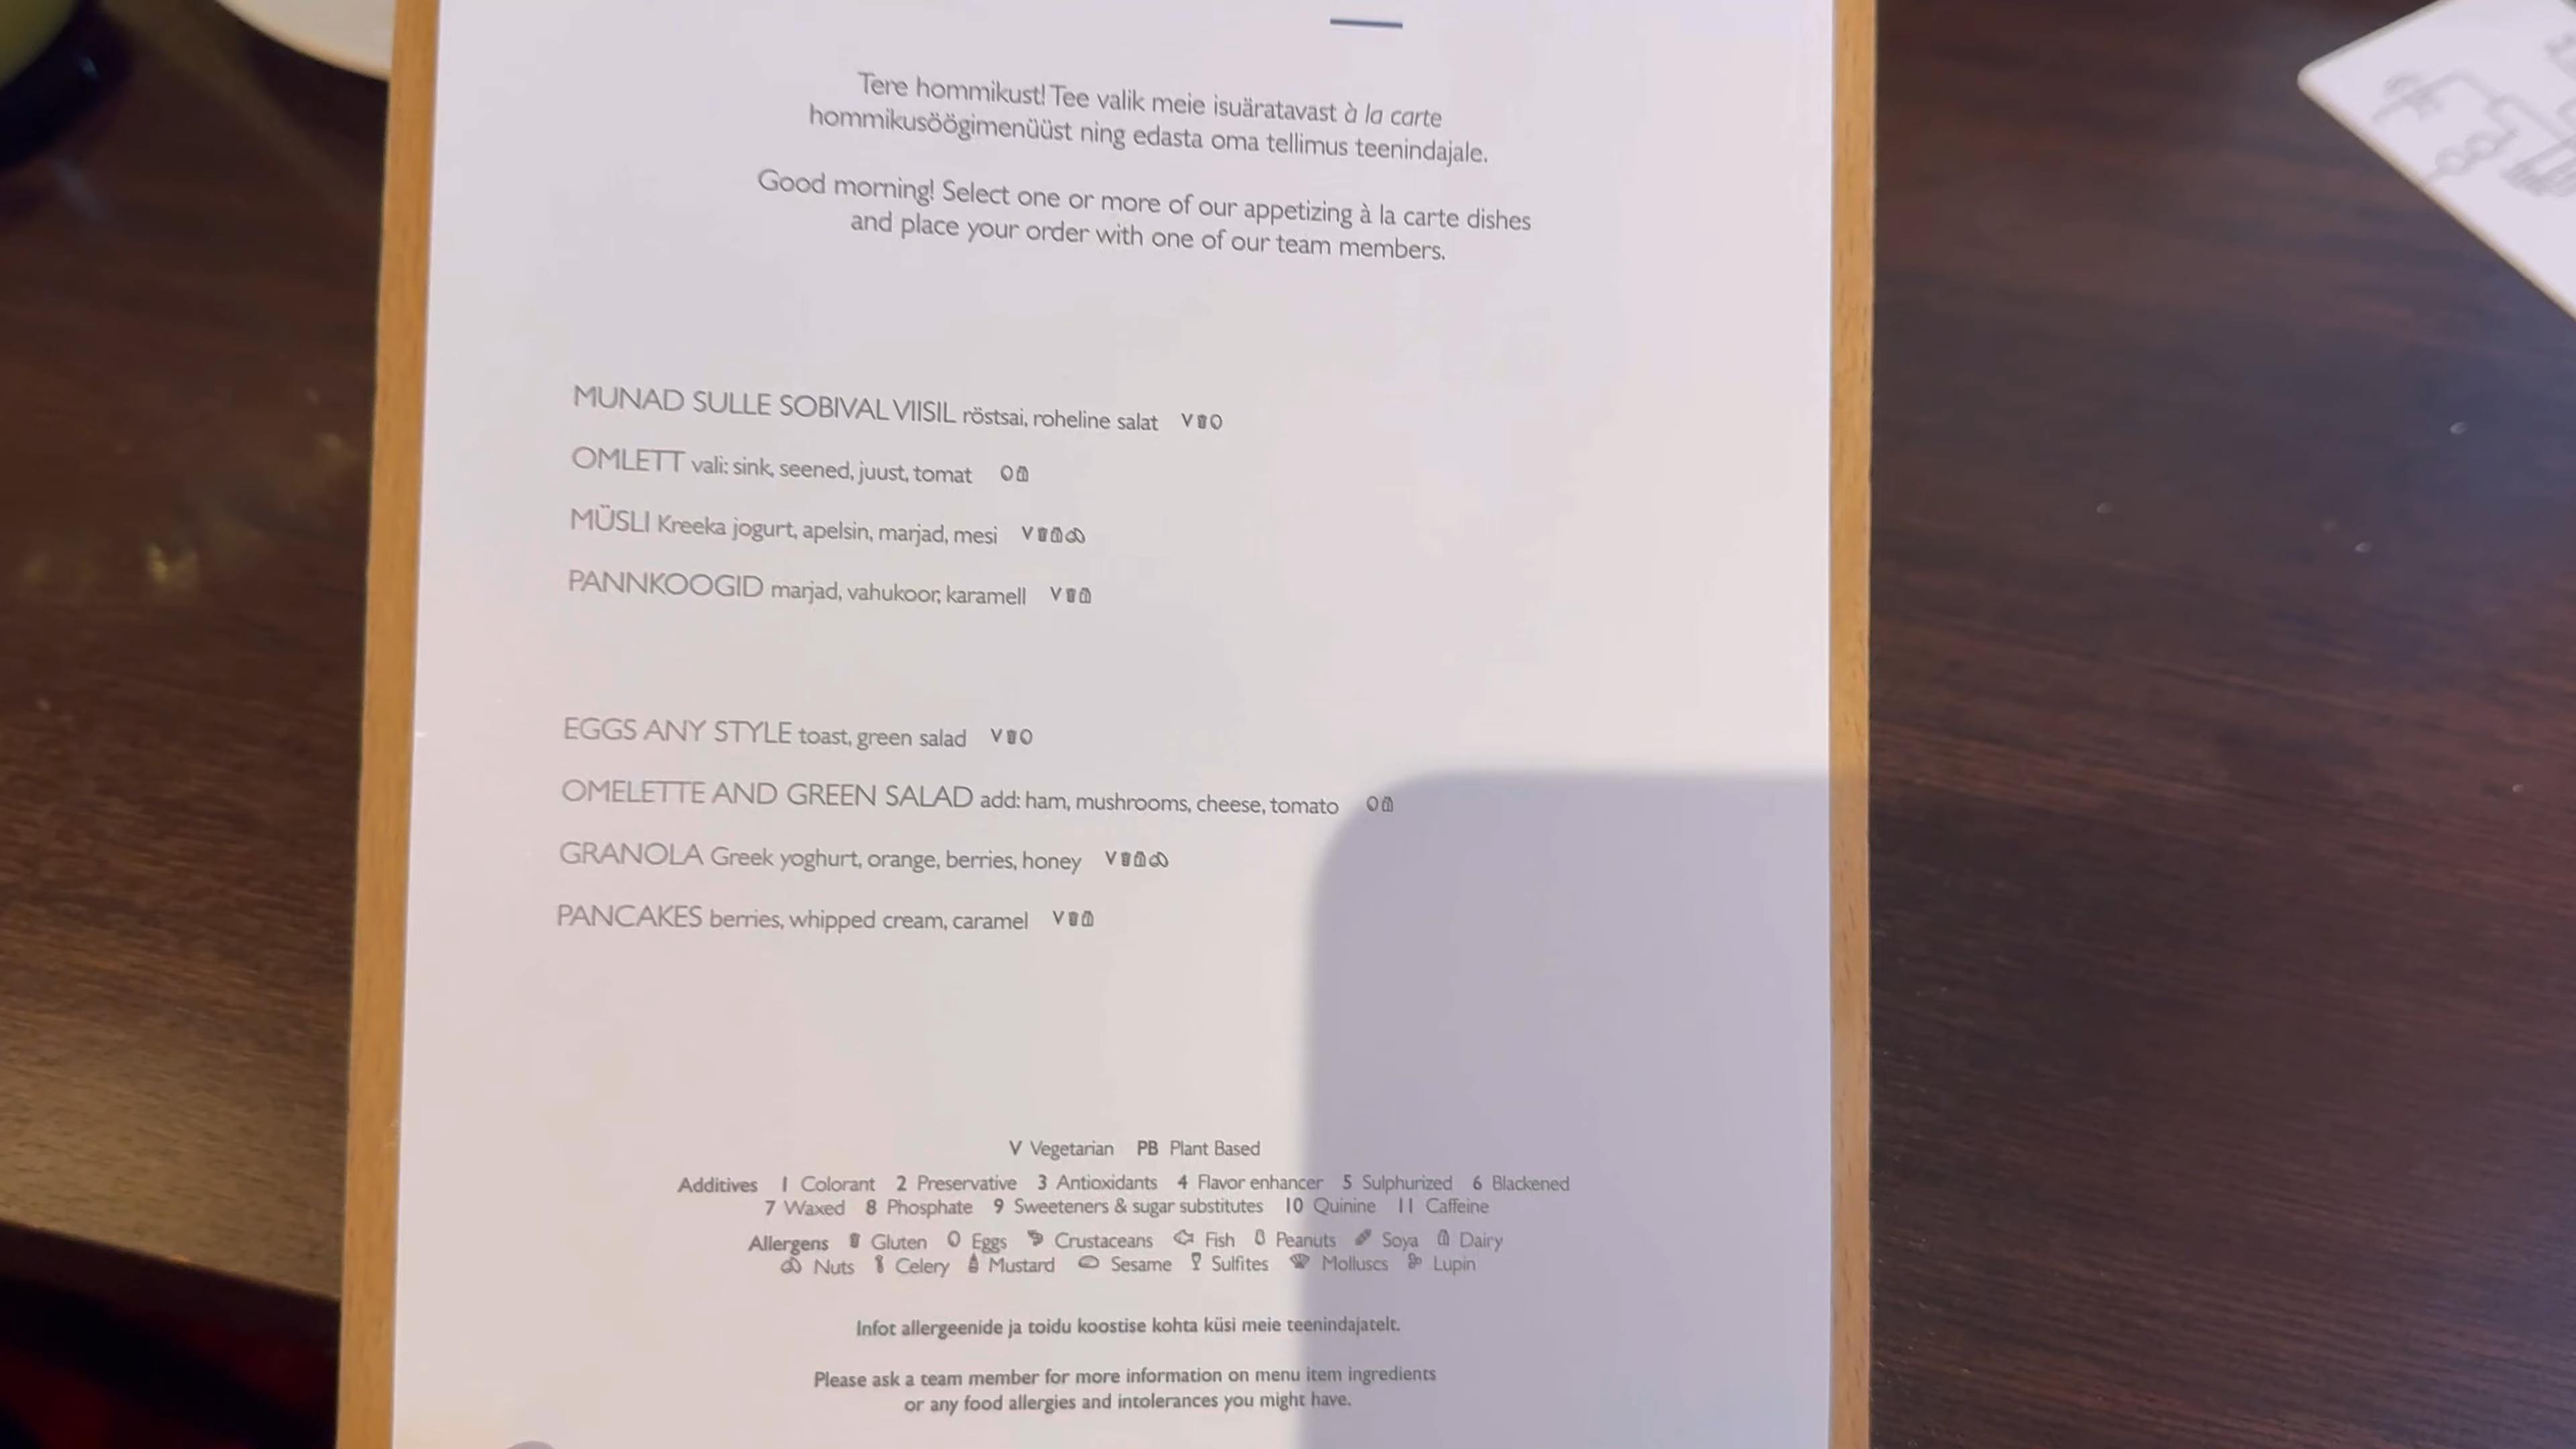 Tere hommikust! Tee valik meie isuäratavast à la carte
hommikusöögimenüüst ning edasta oma tellimus teenindajale.
Good morning! Select one or more of our appetizing à la carte dishes
and place your order with one of our team members.
MUNAD SULLE SOBIVAL VIISIL röstsai, roheline salat V
OMLETT vali: sink, seened, juust, tomat
MÜSLI Kreeka jogurt, apelsin, marjad, mesi V
PANNKOOGID marjad, vahukoor, karamell V
EGGS ANY STYLE toast, green salad V
OMELETTE AND GREEN SALAD add: ham, mushrooms, cheese, tomato
GRANOLA Greek yoghurt, orange, berries, honey V
PANCAKES berries, whipped cream, caramel V
V Vegetarian PB Plant Based
Additives 1 Colorant 2 Preservative 3 Antioxidants 4 Flavor enhancer 5 Sulphurized 6 Blackened
7 Waxed 8 Phosphate 9 Sweeteners & sugar substitutes 10 Quinine 11 Caffeine
Allergens Gluten Eggs Crustaceans Fish Peanuts Soya Dairy
Nuts Celery Mustard Sesame Sulfites Molluscs Lupin
Infot allergeenide ja toidu koostise kohta küsi meie teenindajatelt.
Please ask a team member for more information on menu item ingredients
or any food allergies and intolerances you might have.